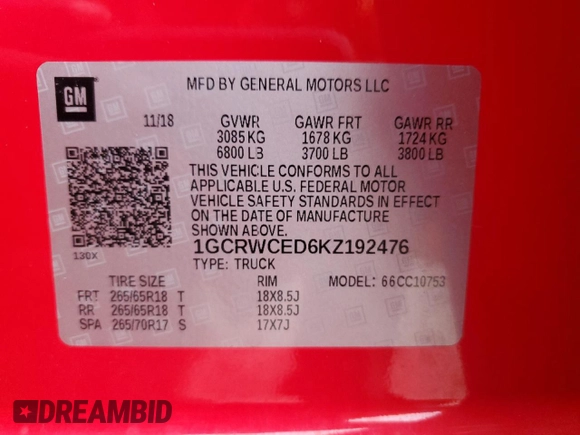 GM
MFD BY GENERAL MOTORS LLC
11/18 GVWR GAWR FRT GAWR RR
3085 KG 1678 KG 1724 KG
6800 LB 3700 LB 3800 LB
THIS VEHICLE CONFORMS TO ALL
APPLICABLE U.S. FEDERAL MOTOR
VEHICLE SAFETY STANDARDS IN EFFECT
ON THE DATE OF MANUFACTURE
SHOWN ABOVE.
130X 1GCRWCED6KZ192476
TYPE: TRUCK
TIRE SIZE RIM MODEL: 66CC10753
FRT 265/65R18 T 18X8.5J
RR 265/65R18 T 18X8.5J
SPA 265/70R17 S 17X7J
DREAMBID